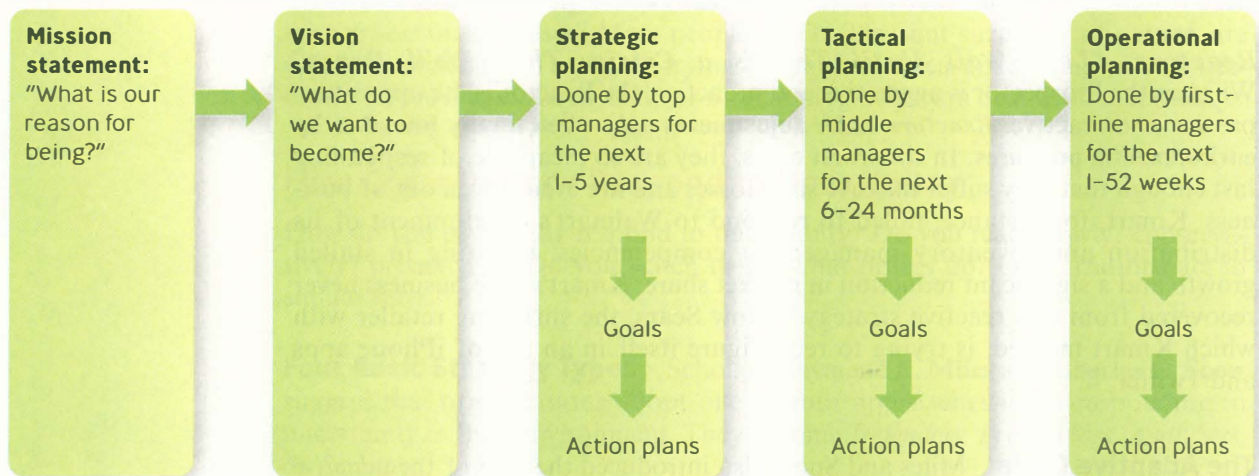 Mission
statement:
"What is our
reason for
being?"
Vision
statement:
"What do
we want to
become?"
Strategic
planning:
Done by top
managers for
the next
1–5 years
Goals
Action plans
Tactical
planning:
Done by
middle
managers
for the next
6–24 months
Goals
Action plans
Operational
planning:
Done by first-
line managers
for the next
1–52 weeks
Goals
Action plans